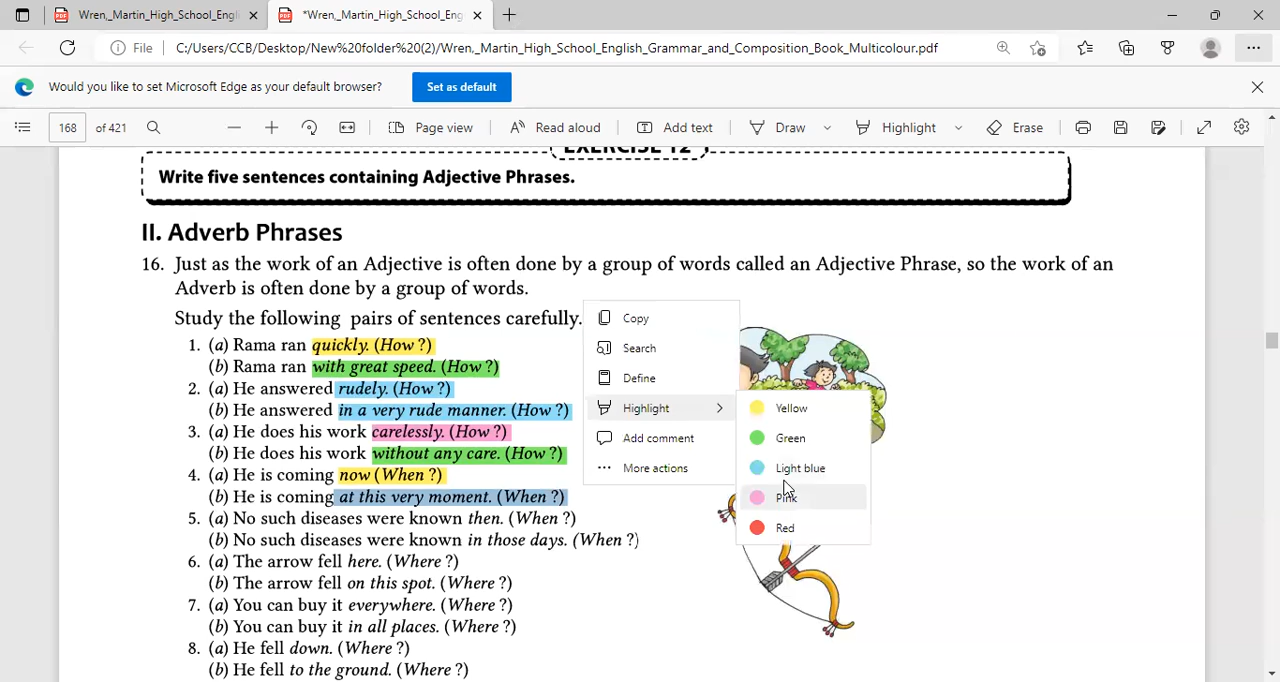 Wren,_Martin_High_School_Engli
*Wren,_Martin_High_School_Eng
File C:/Users/CCB/Desktop/New%20folder%20(2)/Wren,_Martin_High_School_English_Grammar_and_Composition_Book_Multicolour.pdf
Would you like to set Microsoft Edge as your default browser? Set as default
168 of 421 Page view Read aloud Add text Draw Highlight Erase
EXERCISE 12
Write five sentences containing Adjective Phrases.
II. Adverb Phrases
16. Just as the work of an Adjective is often done by a group of words called an Adjective Phrase, so the work of an
Adverb is often done by a group of words.
Study the following pairs of sentences carefully.
1. (a) Rama ran quickly. (How ?)
(b) Rama ran with great speed. (How ?)
2. (a) He answered rudely. (How ?)
(b) He answered in a very rude manner. (How ?)
3. (a) He does his work carelessly. (How ?)
(b) He does his work without any care. (How ?)
4. (a) He is coming now (When ?)
(b) He is coming at this very moment. (When ?)
5. (a) No such diseases were known then. (When ?)
(b) No such diseases were known in those days. (When ?)
6. (a) The arrow fell here. (Where ?)
(b) The arrow fell on this spot. (Where ?)
7. (a) You can buy it everywhere. (Where ?)
(b) You can buy it in all places. (Where ?)
8. (a) He fell down. (Where ?)
(b) He fell to the ground. (Where ?)
Copy
Search
Define
Highlight
Add comment
More actions
Yellow
Green
Light blue
Pink
Red